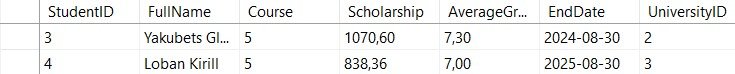 StudentID FullName Course Scholarship AverageGr... EndDate UniversityID
3 Yakubets Gl... 5 1070,60 7,30 2024-08-30 2
4 Loban Kirill 5 838,36 7,00 2025-08-30 3